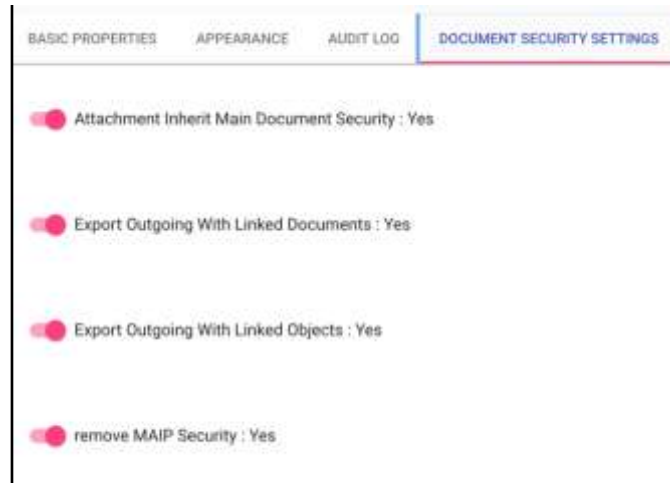 BASIC PROPERTIES APPEARANCE AUDIT LOG DOCUMENT SECURITY SETTINGS
Attachment Inherit Main Document Security : Yes
Export Outgoing With Linked Documents : Yes
Export Outgoing With Linked Objects : Yes
remove MAIP Security : Yes